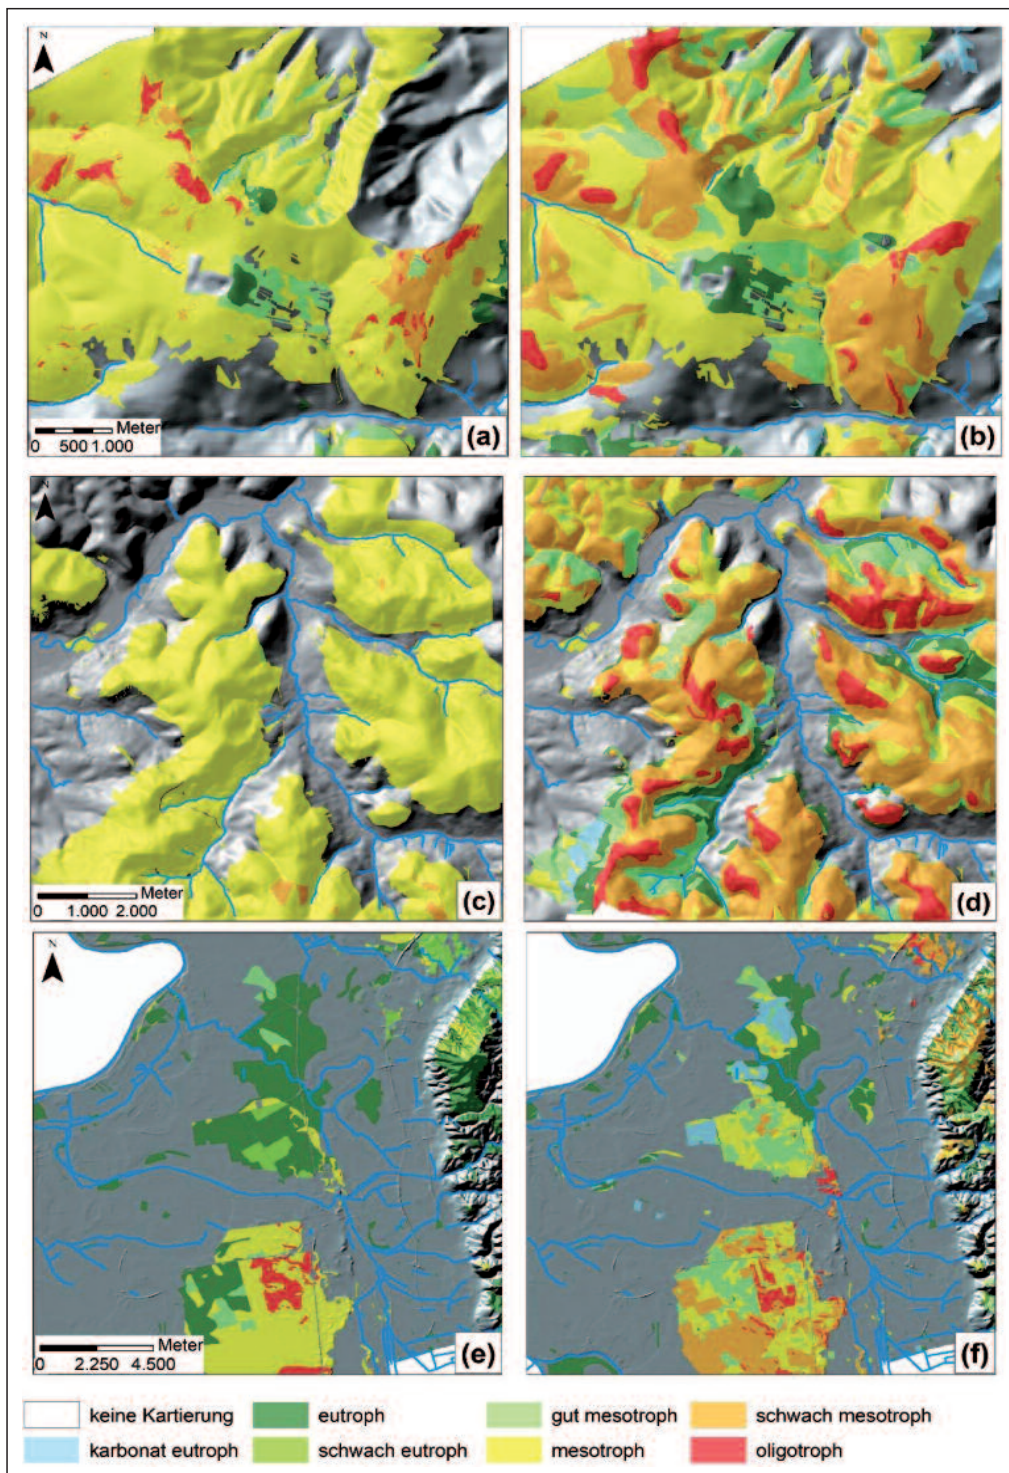 N
Meter
0 500 1.000
(a)
(b)
N
Meter
0 1.000 2.000
(c)
(d)
N
Meter
0 2.250 4.500
(e)
(f)
keine Kartierung
eutroph
gut mesotroph
schwach mesotroph
karbonat eutroph
schwach eutroph
mesotroph
oligotroph